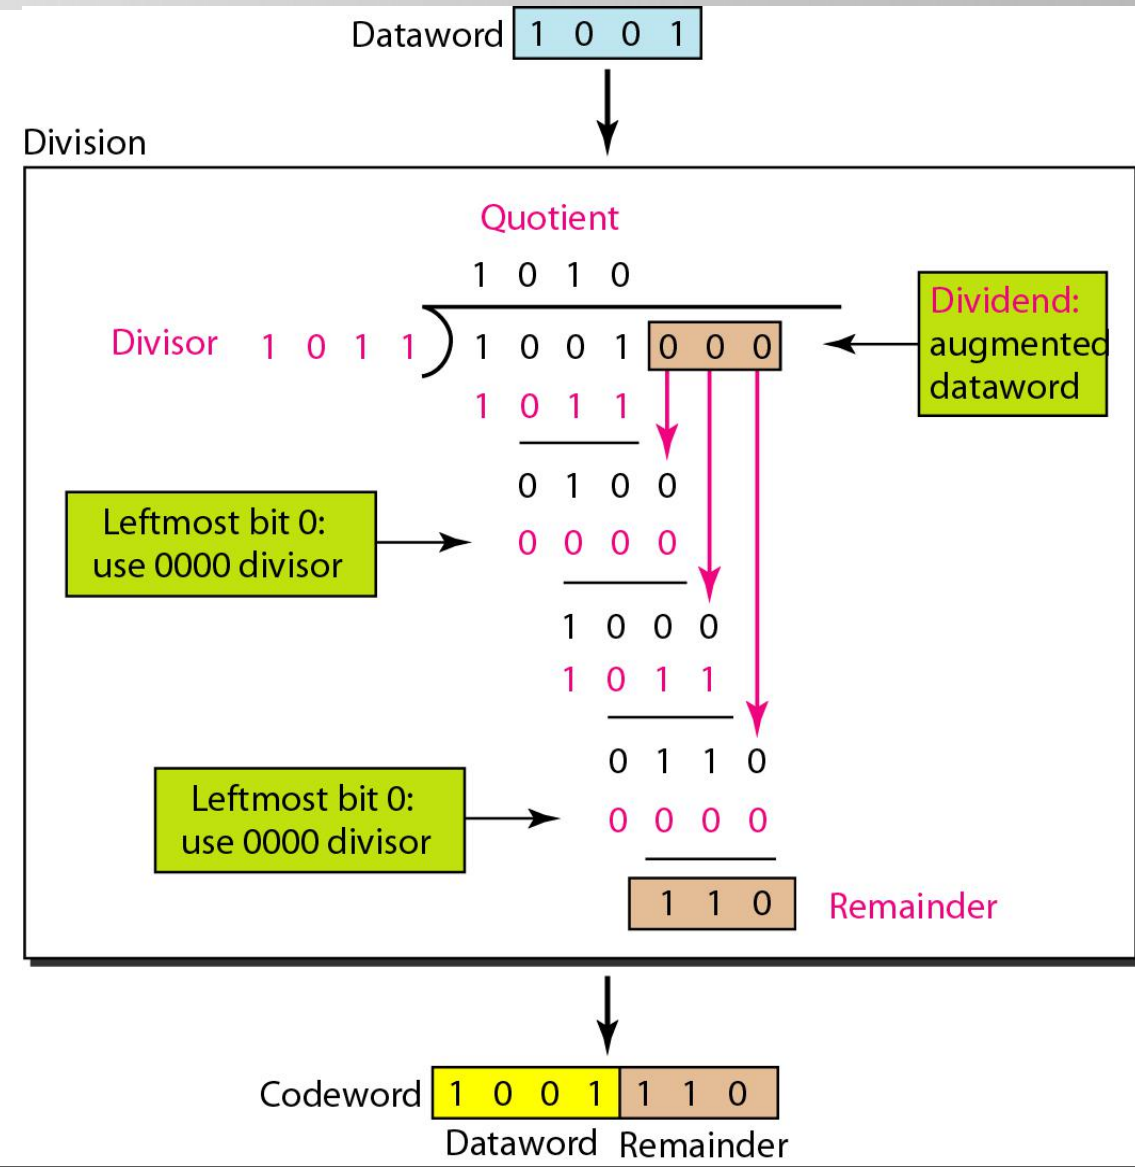 Dataword 1 0 0 1
Division
Quotient
1 0 1 0
Divisor 1 0 1 1 1 0 0 1 0 0 0
Dividend:
augmented
dataword
1 0 1 1
0 1 0 0
Leftmost bit 0:
use 0000 divisor
0 0 0 0
1 0 0 0
1 0 1 1
0 1 1 0
Leftmost bit 0:
use 0000 divisor
0 0 0 0
1 1 0 Remainder
Codeword 1 0 0 1 1 1 0
Dataword Remainder